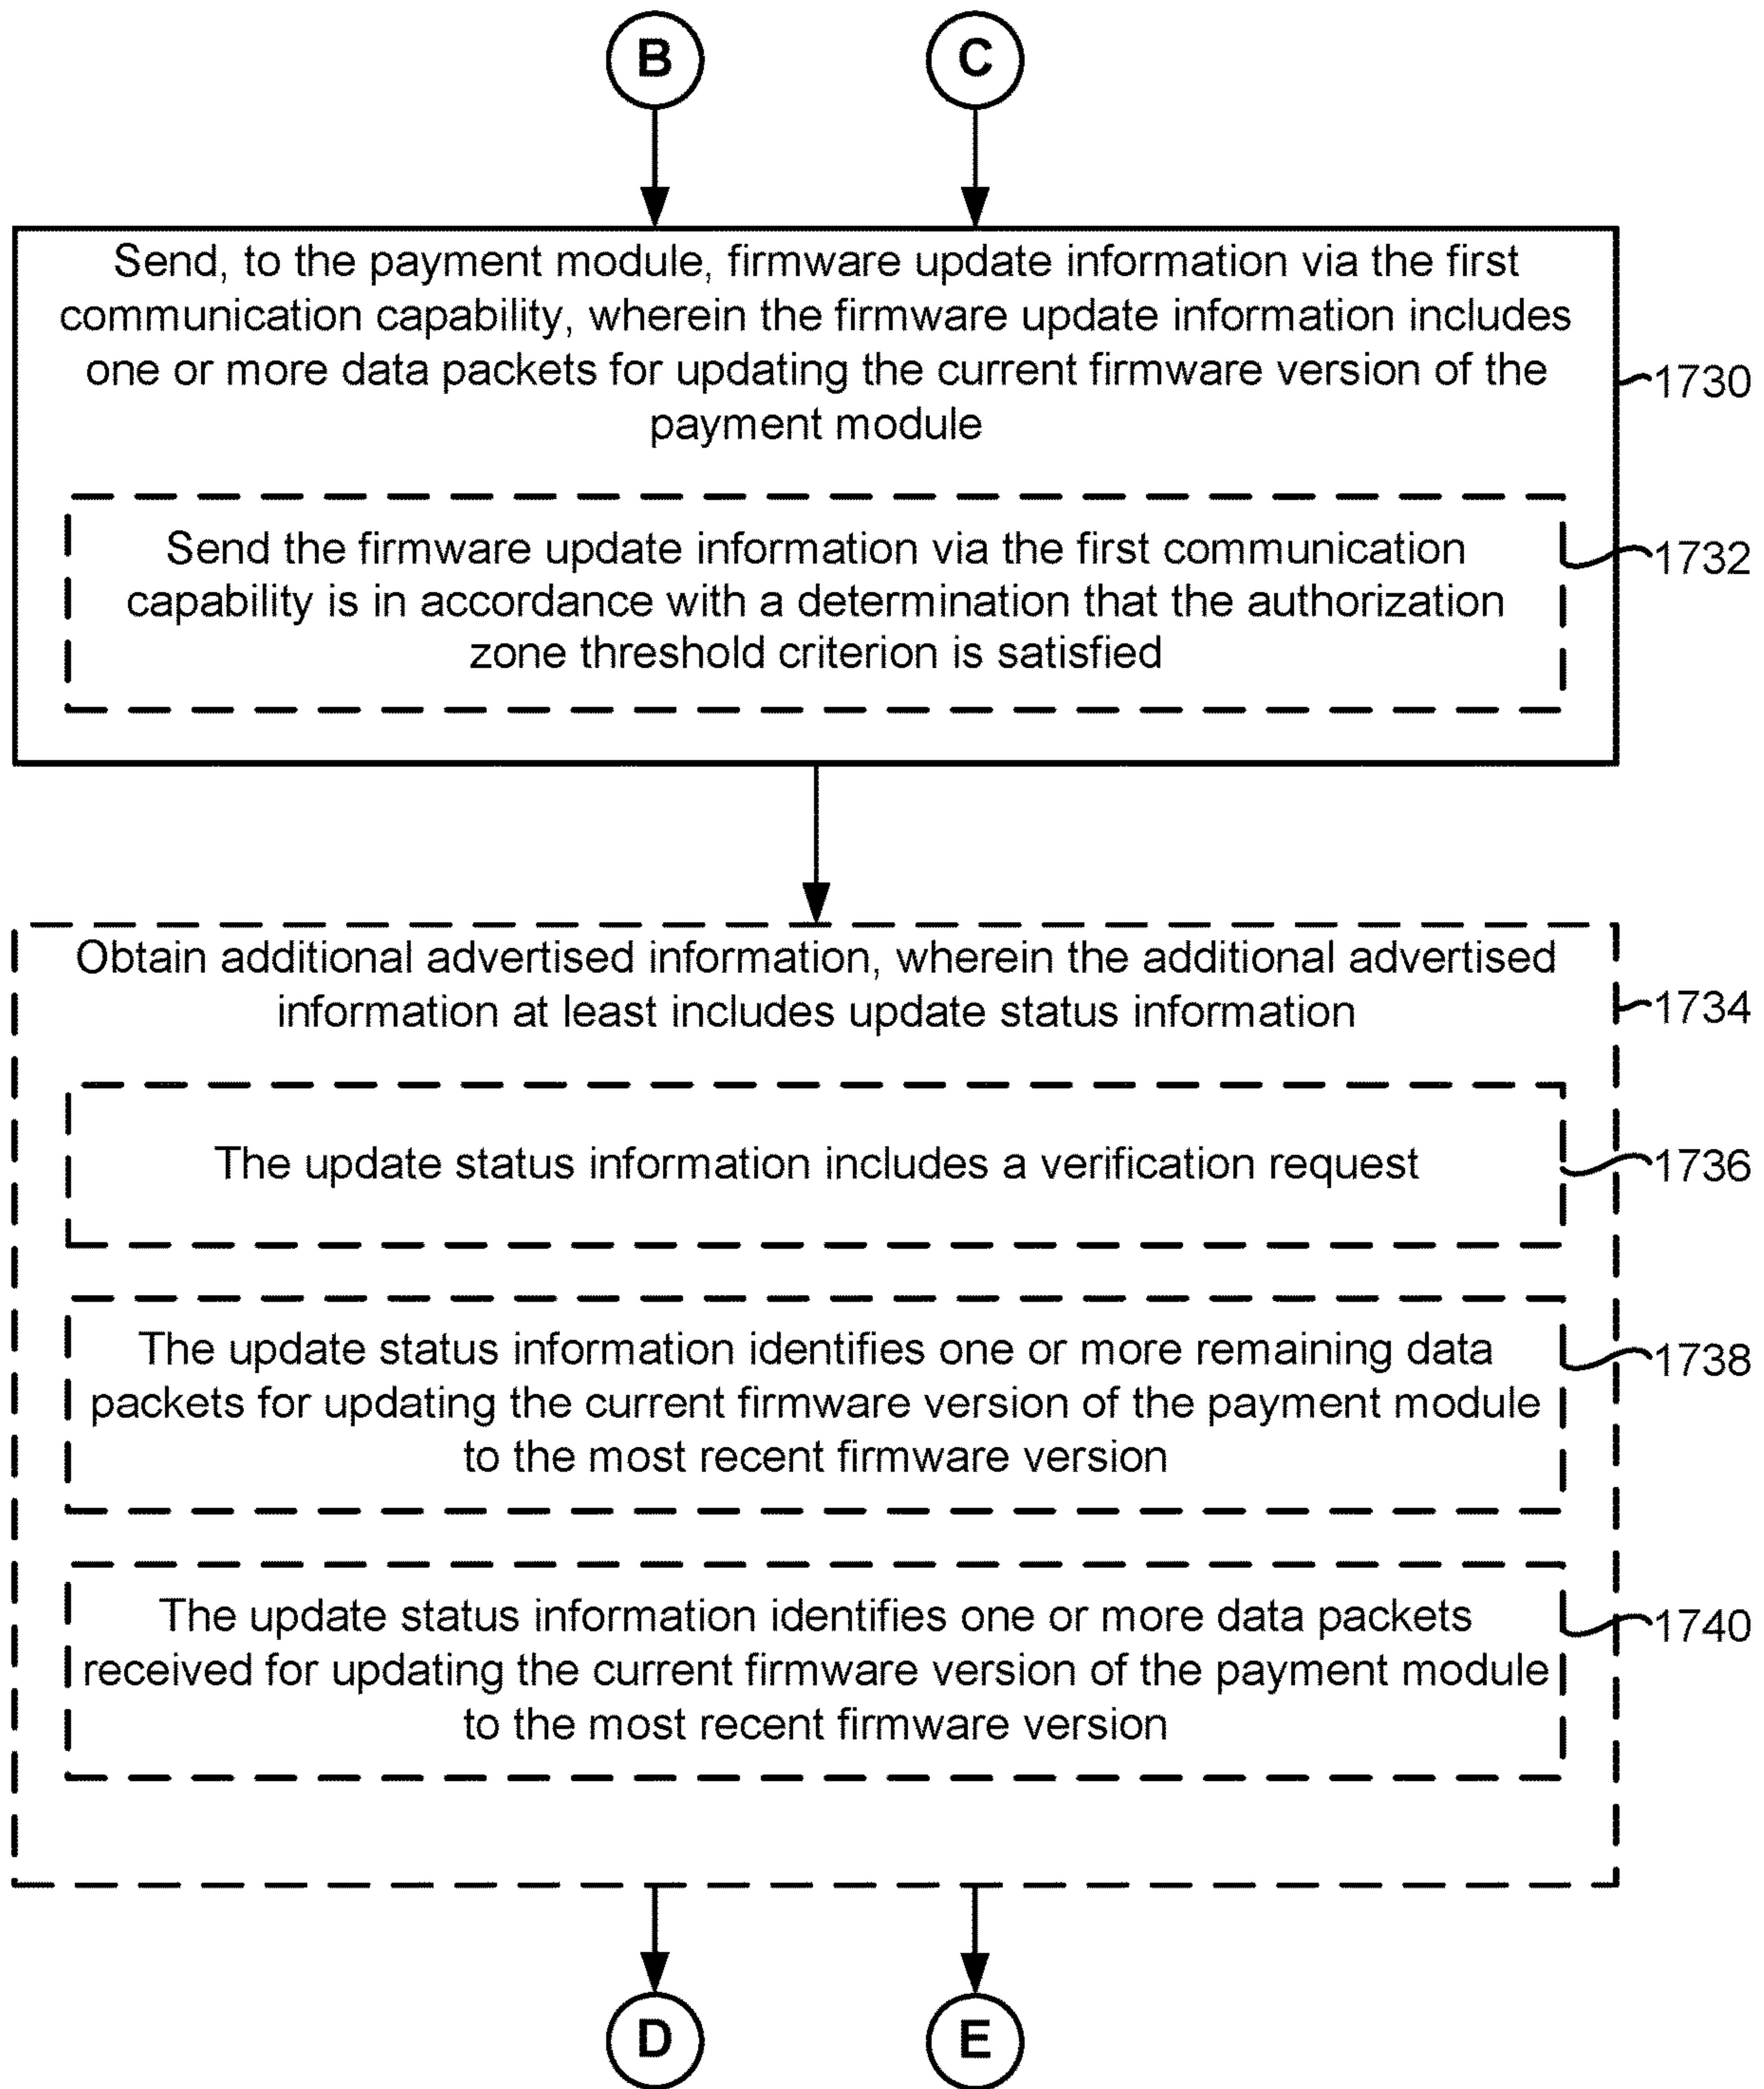 B
C
Send, to the payment module, firmware update information via the first
communication capability, wherein the firmware update information includes
one or more data packets for updating the current firmware version of the
payment module
1730
Send the firmware update information via the first communication
capability is in accordance with a determination that the authorization
zone threshold criterion is satisfied
1732
Obtain additional advertised information, wherein the additional advertised
information at least includes update status information
1734
The update status information includes a verification request
1736
The update status information identifies one or more remaining data
packets for updating the current firmware version of the payment module
to the most recent firmware version
1738
The update status information identifies one or more data packets
received for updating the current firmware version of the payment module
to the most recent firmware version
1740
D
E